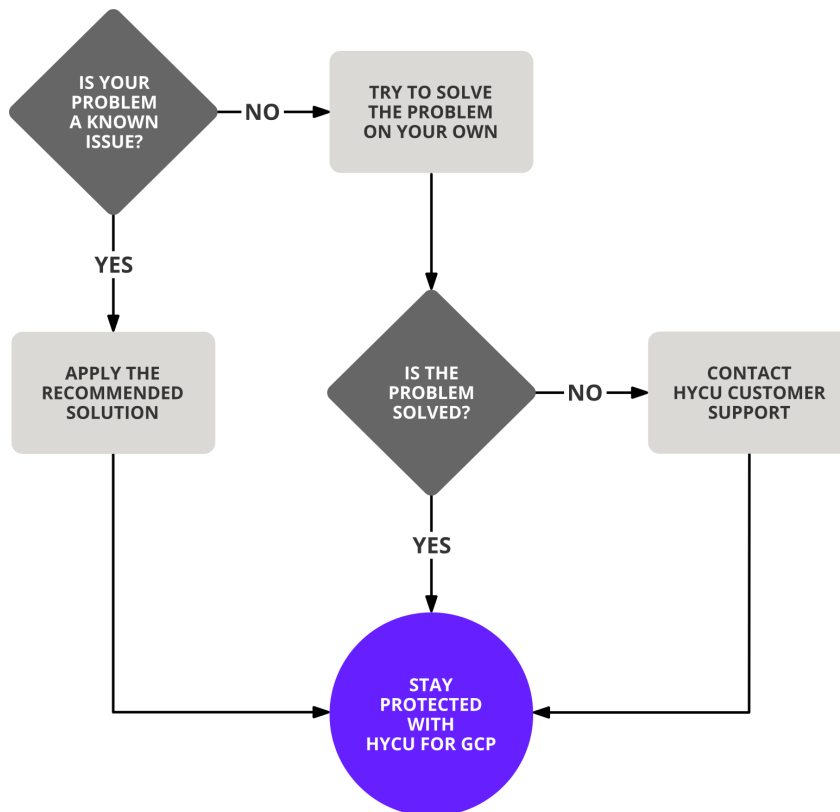 IS YOUR
PROBLEM
A KNOWN
ISSUE?
NO
TRY TO SOLVE
THE PROBLEM
ON YOUR OWN
YES
APPLY THE
RECOMMENDED
SOLUTION
IS THE
PROBLEM
SOLVED?
NO
CONTACT
HYCU CUSTOMER
SUPPORT
YES
STAY
PROTECTED
WITH
HYCU FOR GCP